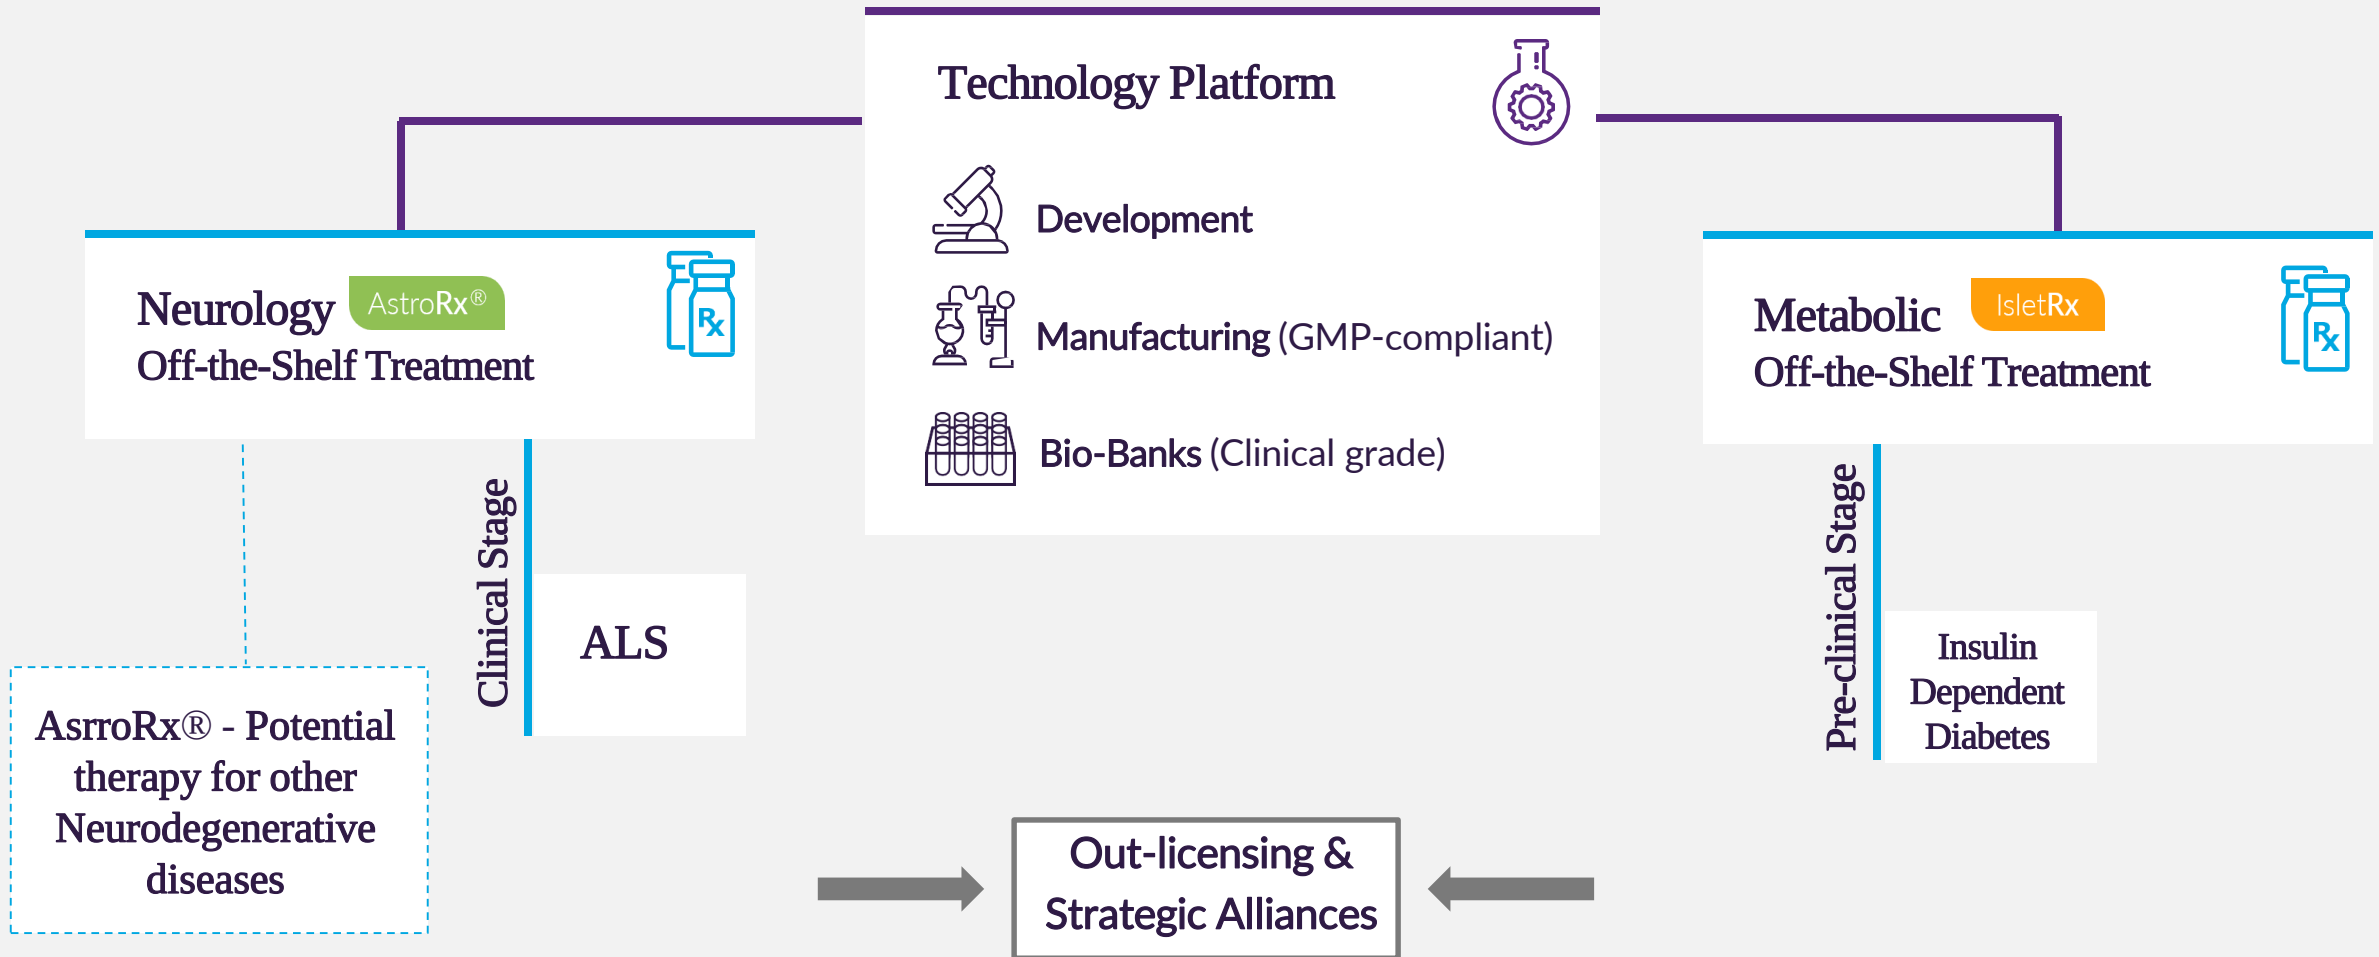 Technology Platform
Development
Manufacturing (GMP-compliant)
Bio-Banks (Clinical grade)
Neurology AstroRx®
Off-the-Shelf Treatment
Rx
Clinical Stage
ALS
AsrroRx® - Potential
therapy for other
Neurodegenerative
diseases
Metabolic IsletRx
Off-the-Shelf Treatment
Rx
Pre-clinical Stage
Insulin
Dependent
Diabetes
Out-licensing &
Strategic Alliances